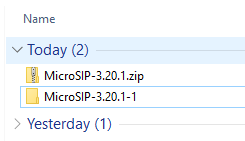 Name
Today (2)
MicroSIP-3.20.1.zip
MicroSIP-3.20.1-1
Yesterday (1)